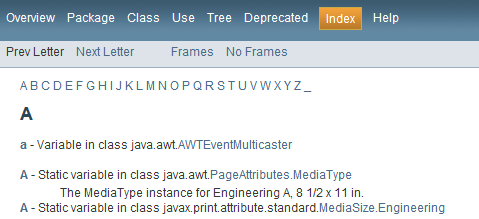 Overview Package Class Use Tree Deprecated Index Help
Prev Letter Next Letter Frames No Frames
A B C D E F G H I J K L M N O P Q R S T U V W X Y Z _
A
a - Variable in class java.awt.AWTEventMulticaster
A - Static variable in class java.awt.PageAttributes.MediaType
The MediaType instance for Engineering A, 8 1/2 x 11 in.
A - Static variable in class javax.print.attribute.standard.MediaSize.Engineering